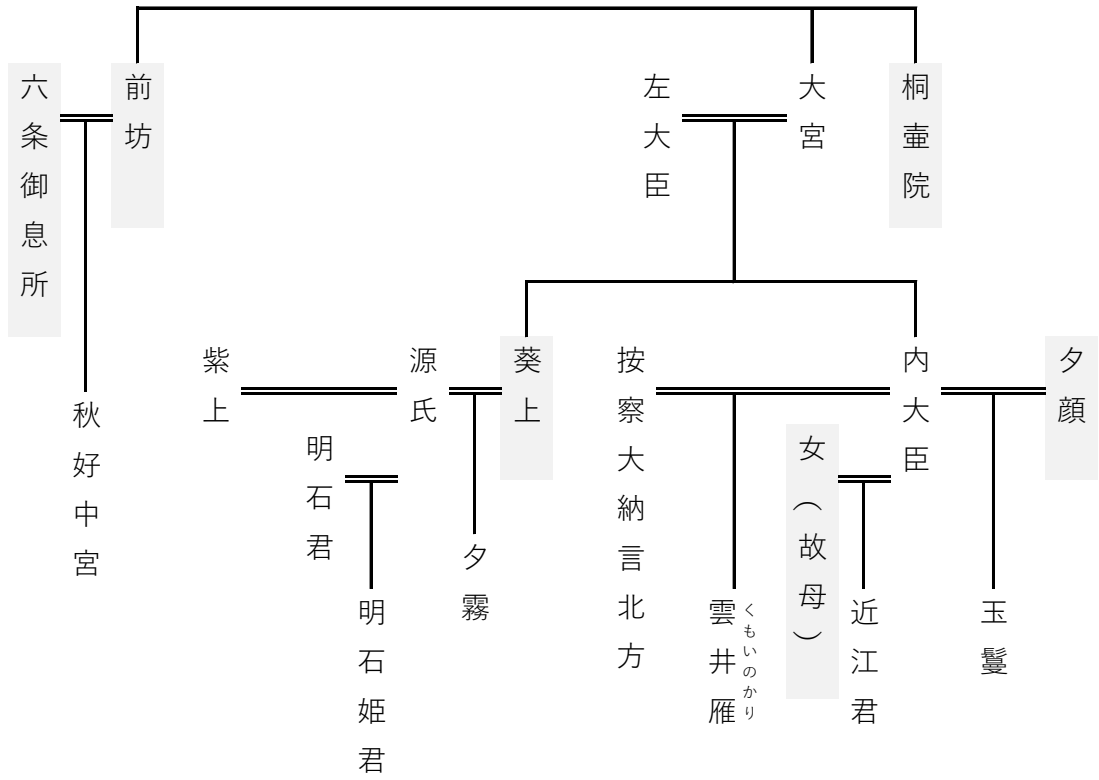 桐壷院
大宮
左大臣
前坊
六条御息所
夕顔
内大臣
按察大納言北方
葵上
源氏
紫上
女(故母)
明石君
秋好中宮
玉鬘
近江君
雲井雁
くもいのかり
夕霧
明石姫君